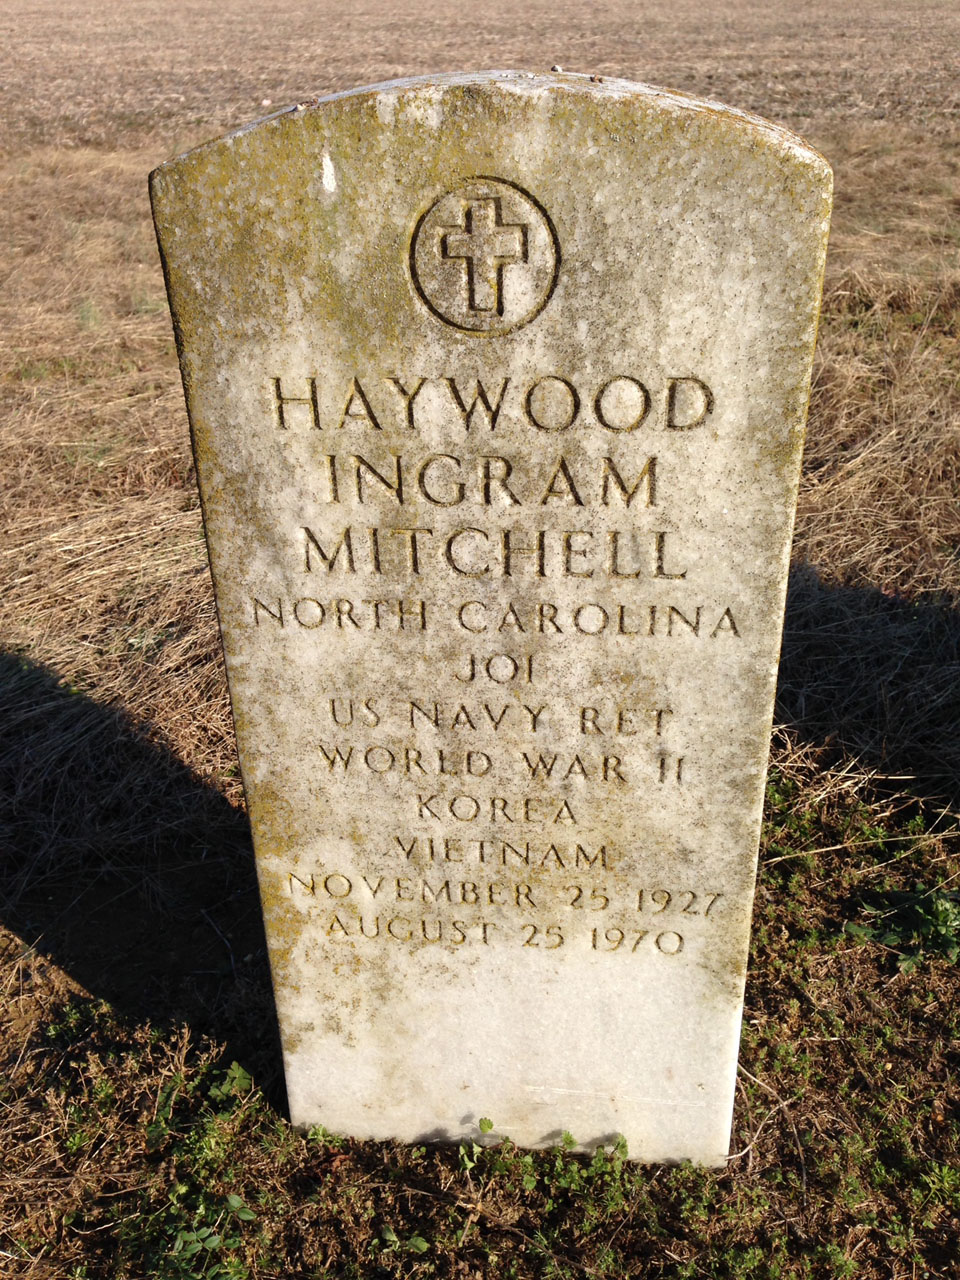 HAYWOOD
INGRAM
MITCHELL
NORTH CAROLINA
JO1
US NAVY RET
WORLD WAR II
KOREA
VIETNAM
NOVEMBER 25 1927
AUGUST 25 1970